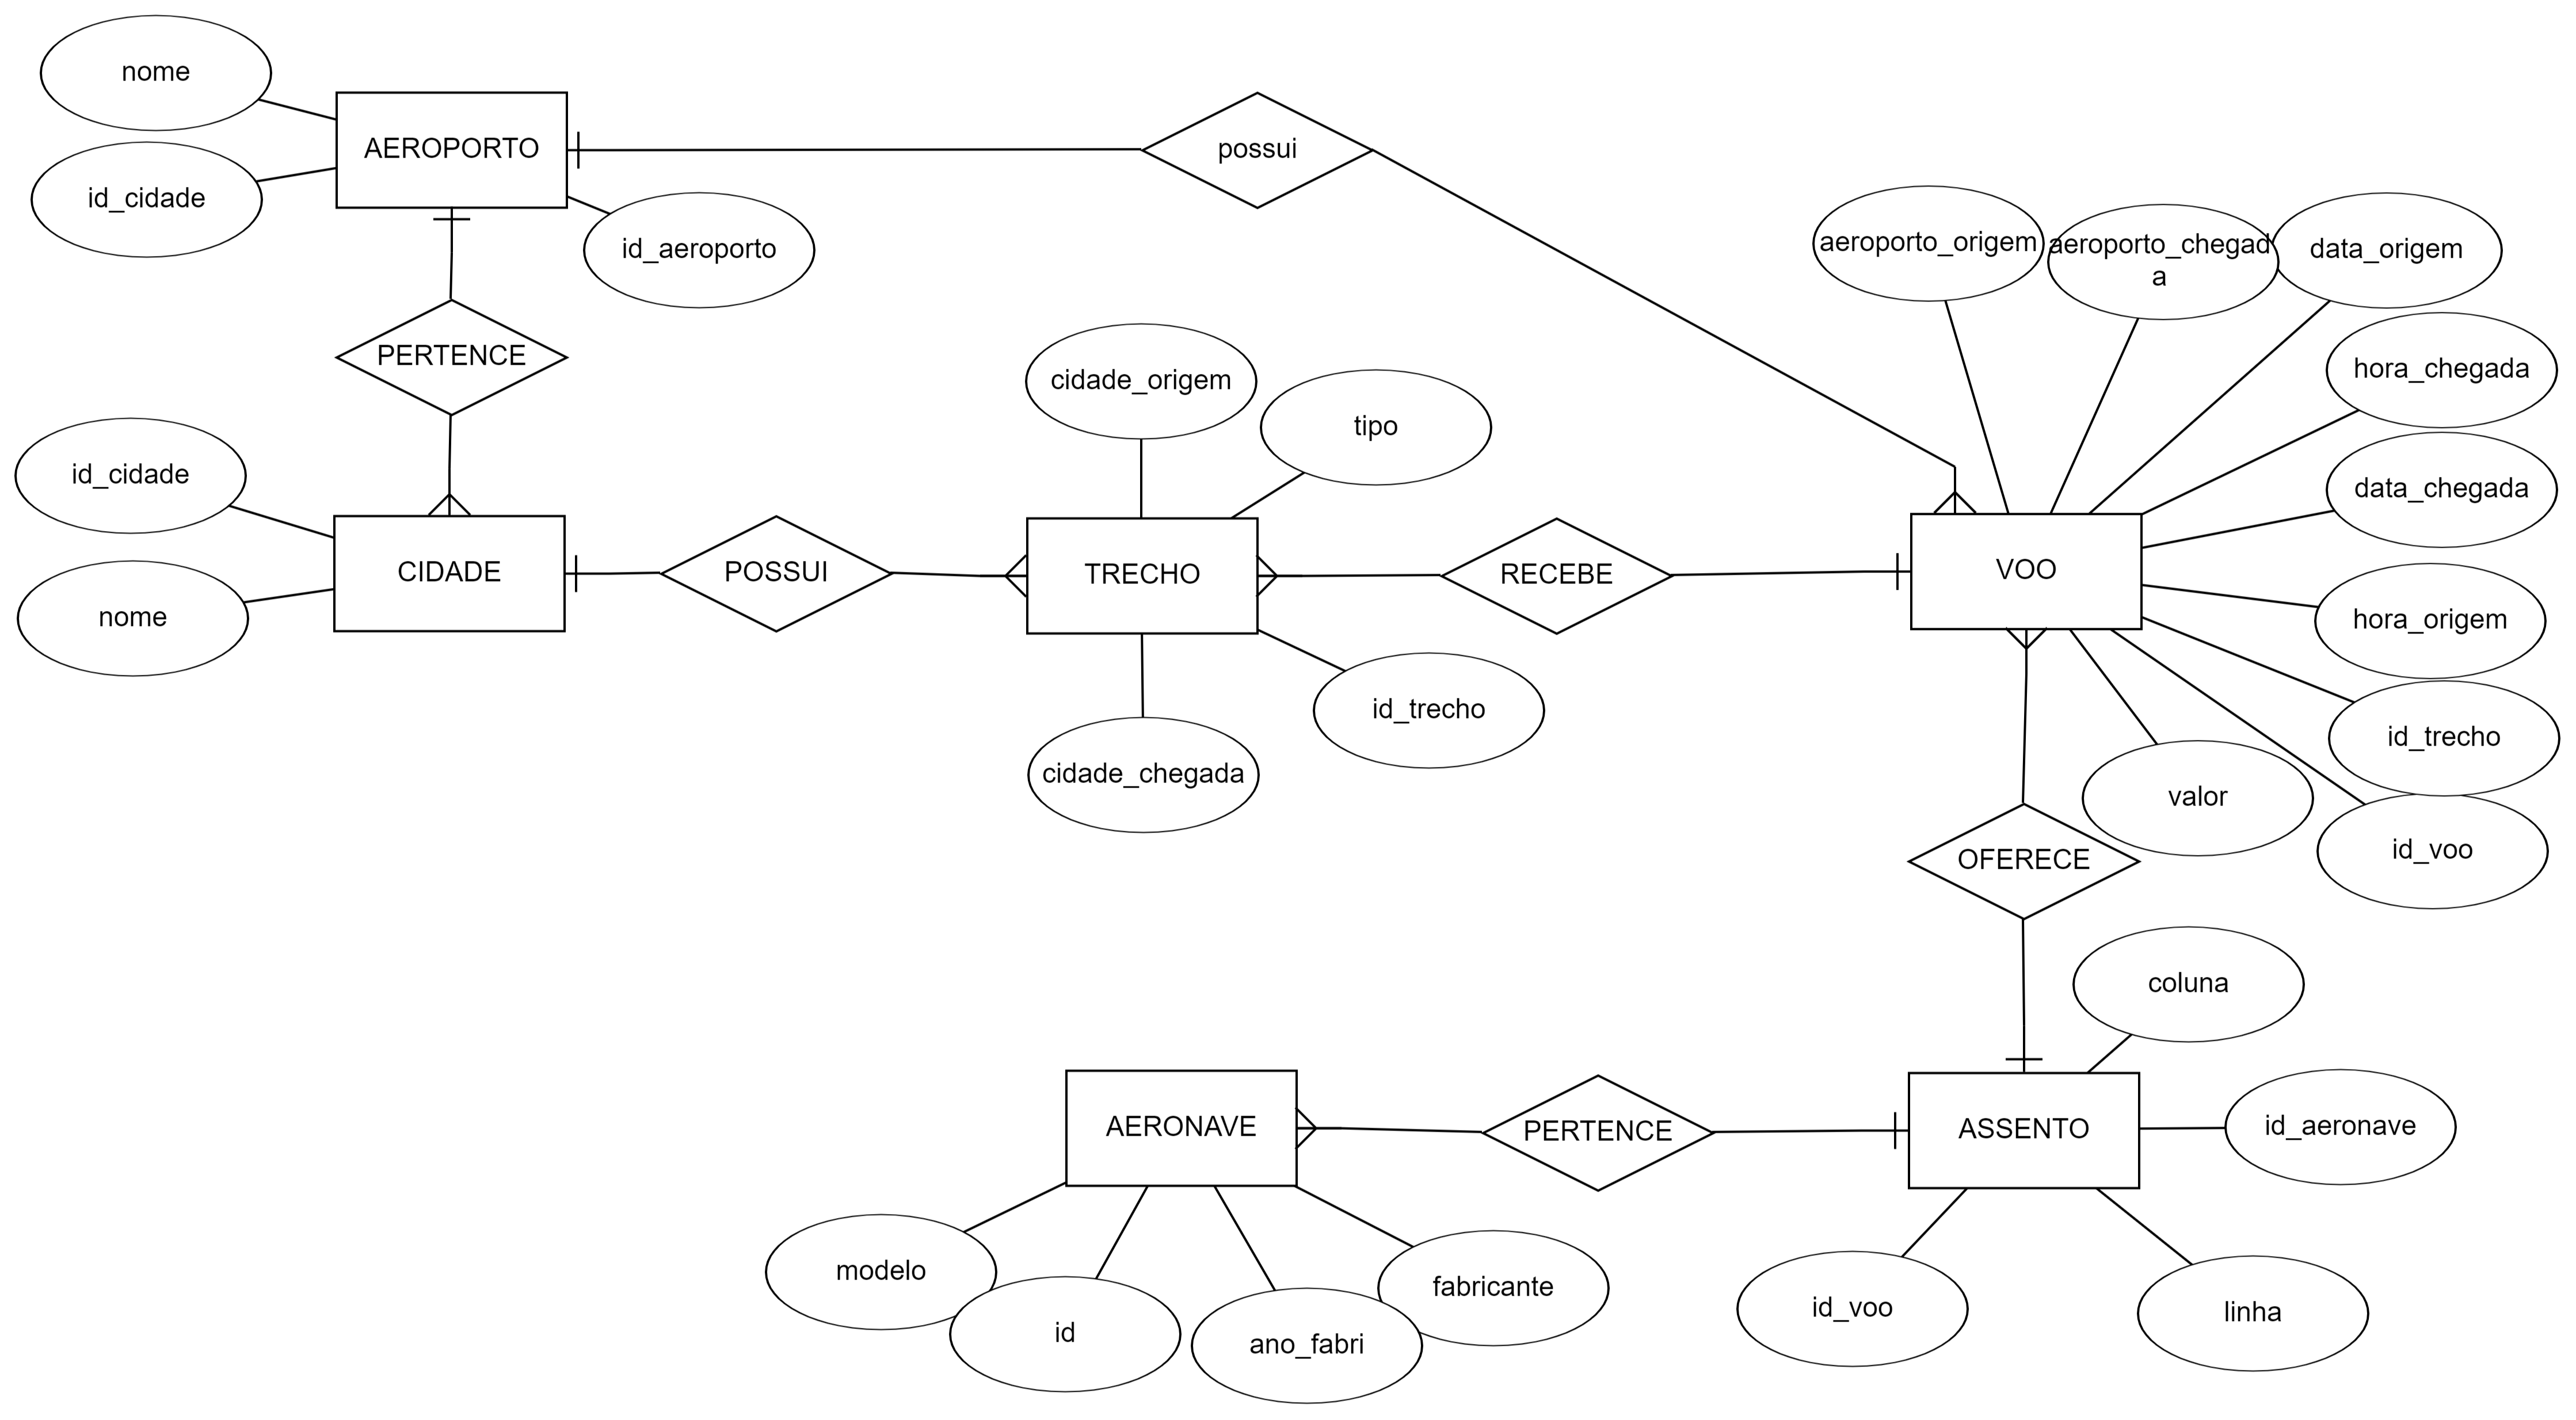 nome
AEROPORTO
possui
id_cidade
id_aeroporto
aeroporto_origem
aeroporto_chegad
a
data_origem
PERTENCE
cidade_origem
tipo
hora_chegada
id_cidade
data_chegada
CIDADE
POSSUI
TRECHO
RECEBE
VOO
nome
hora_origem
id_trecho
id_trecho
cidade_chegada
valor
id_voo
OFERECE
coluna
AERONAVE
PERTENCE
ASSENTO
id_aeronave
modelo
fabricante
id
ano_fabri
id_voo
linha